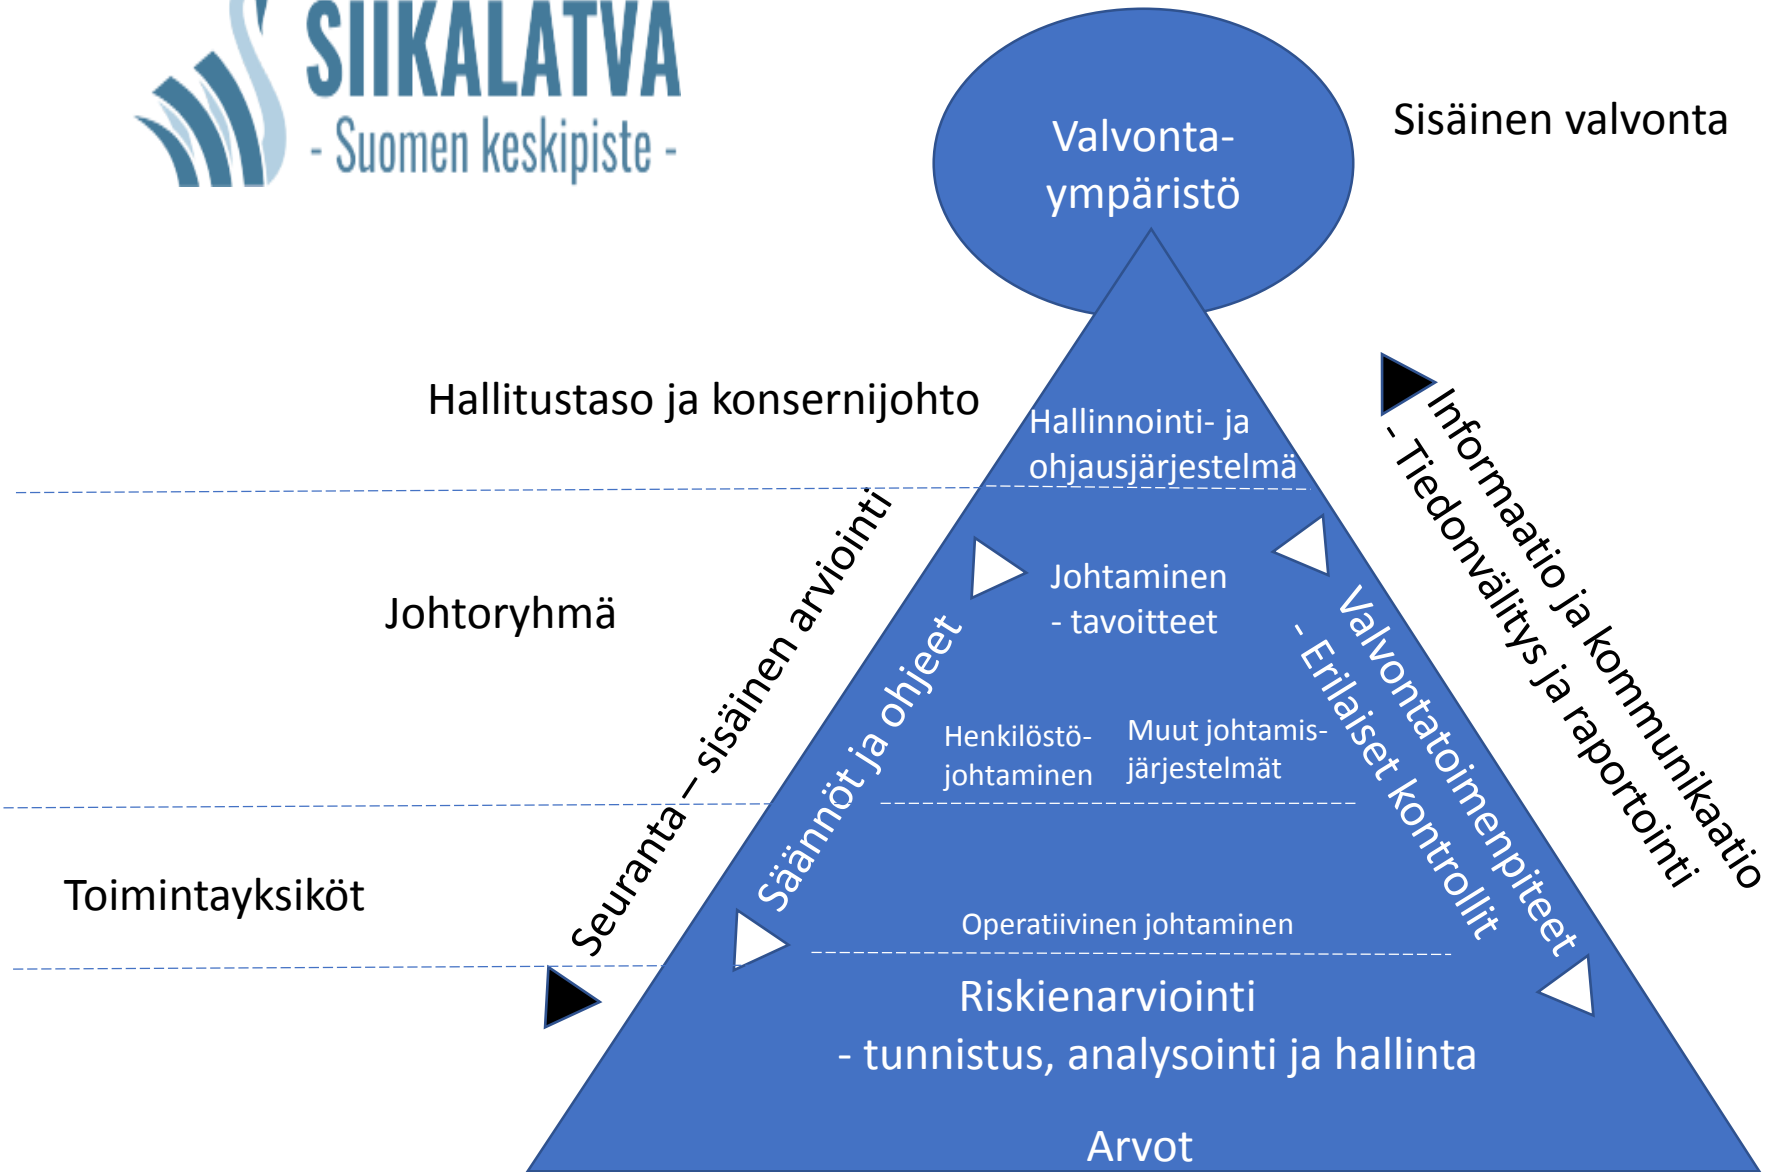 SIIKALATVA
- Suomen keskipiste -
Valvonta-
ympäristö
Sisäinen valvonta
Hallitustaso ja konsernijohto
Hallinnointi- ja
ohjausjärjestelmä
Informaatio ja kommunikaatio
- Tiedonvälitys ja raportointi
Seuranta – sisäinen arviointi
Johtoryhmä
Johtaminen
- tavoitteet
Säännöt ja ohjeet
Valvontatoimenpiteet
- Erilaiset kontrollit
Henkilöstö-
johtaminen
Muut johtamis-
järjestelmät
Toimintayksiköt
Operatiivinen johtaminen
Riskienarviointi
- tunnistus, analysointi ja hallinta
Arvot